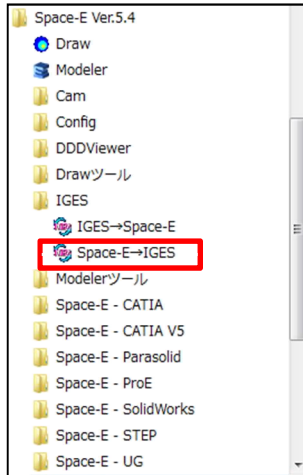 Space-E Ver.5.4
Draw
Modeler
Cam
Config
DDDViewer
Drawツール
IGES
IGES→Space-E
Space-E→IGES
Modelerツール
Space-E - CATIA
Space-E - CATIA V5
Space-E - Parasolid
Space-E - ProE
Space-E - SolidWorks
Space-E - STEP
Space-E - UG